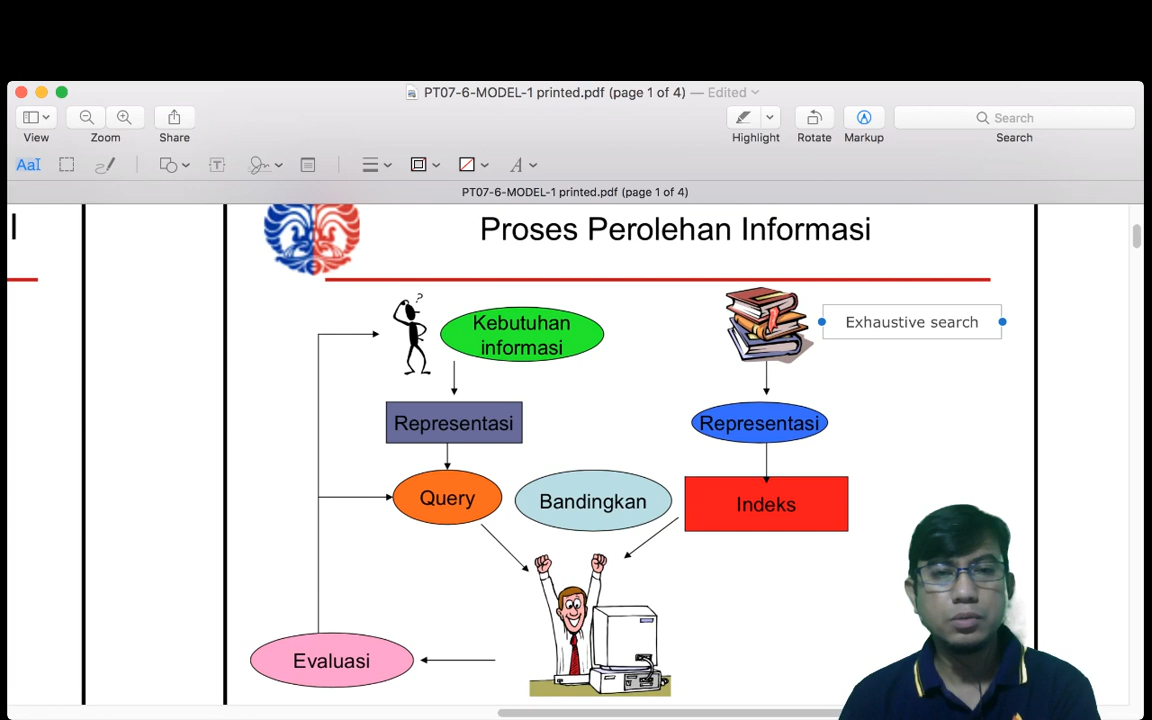 PT07-6-MODEL-1 printed.pdf (page 1 of 4) — Edited
View
Zoom
Share
Highlight
Rotate
Markup
Search
Search
AaI
T
A
PT07-6-MODEL-1 printed.pdf (page 1 of 4)
Proses Perolehan Informasi
?
Kebutuhan
informasi
Exhaustive search
Representasi
Representasi
Query
Bandingkan
Indeks
Evaluasi